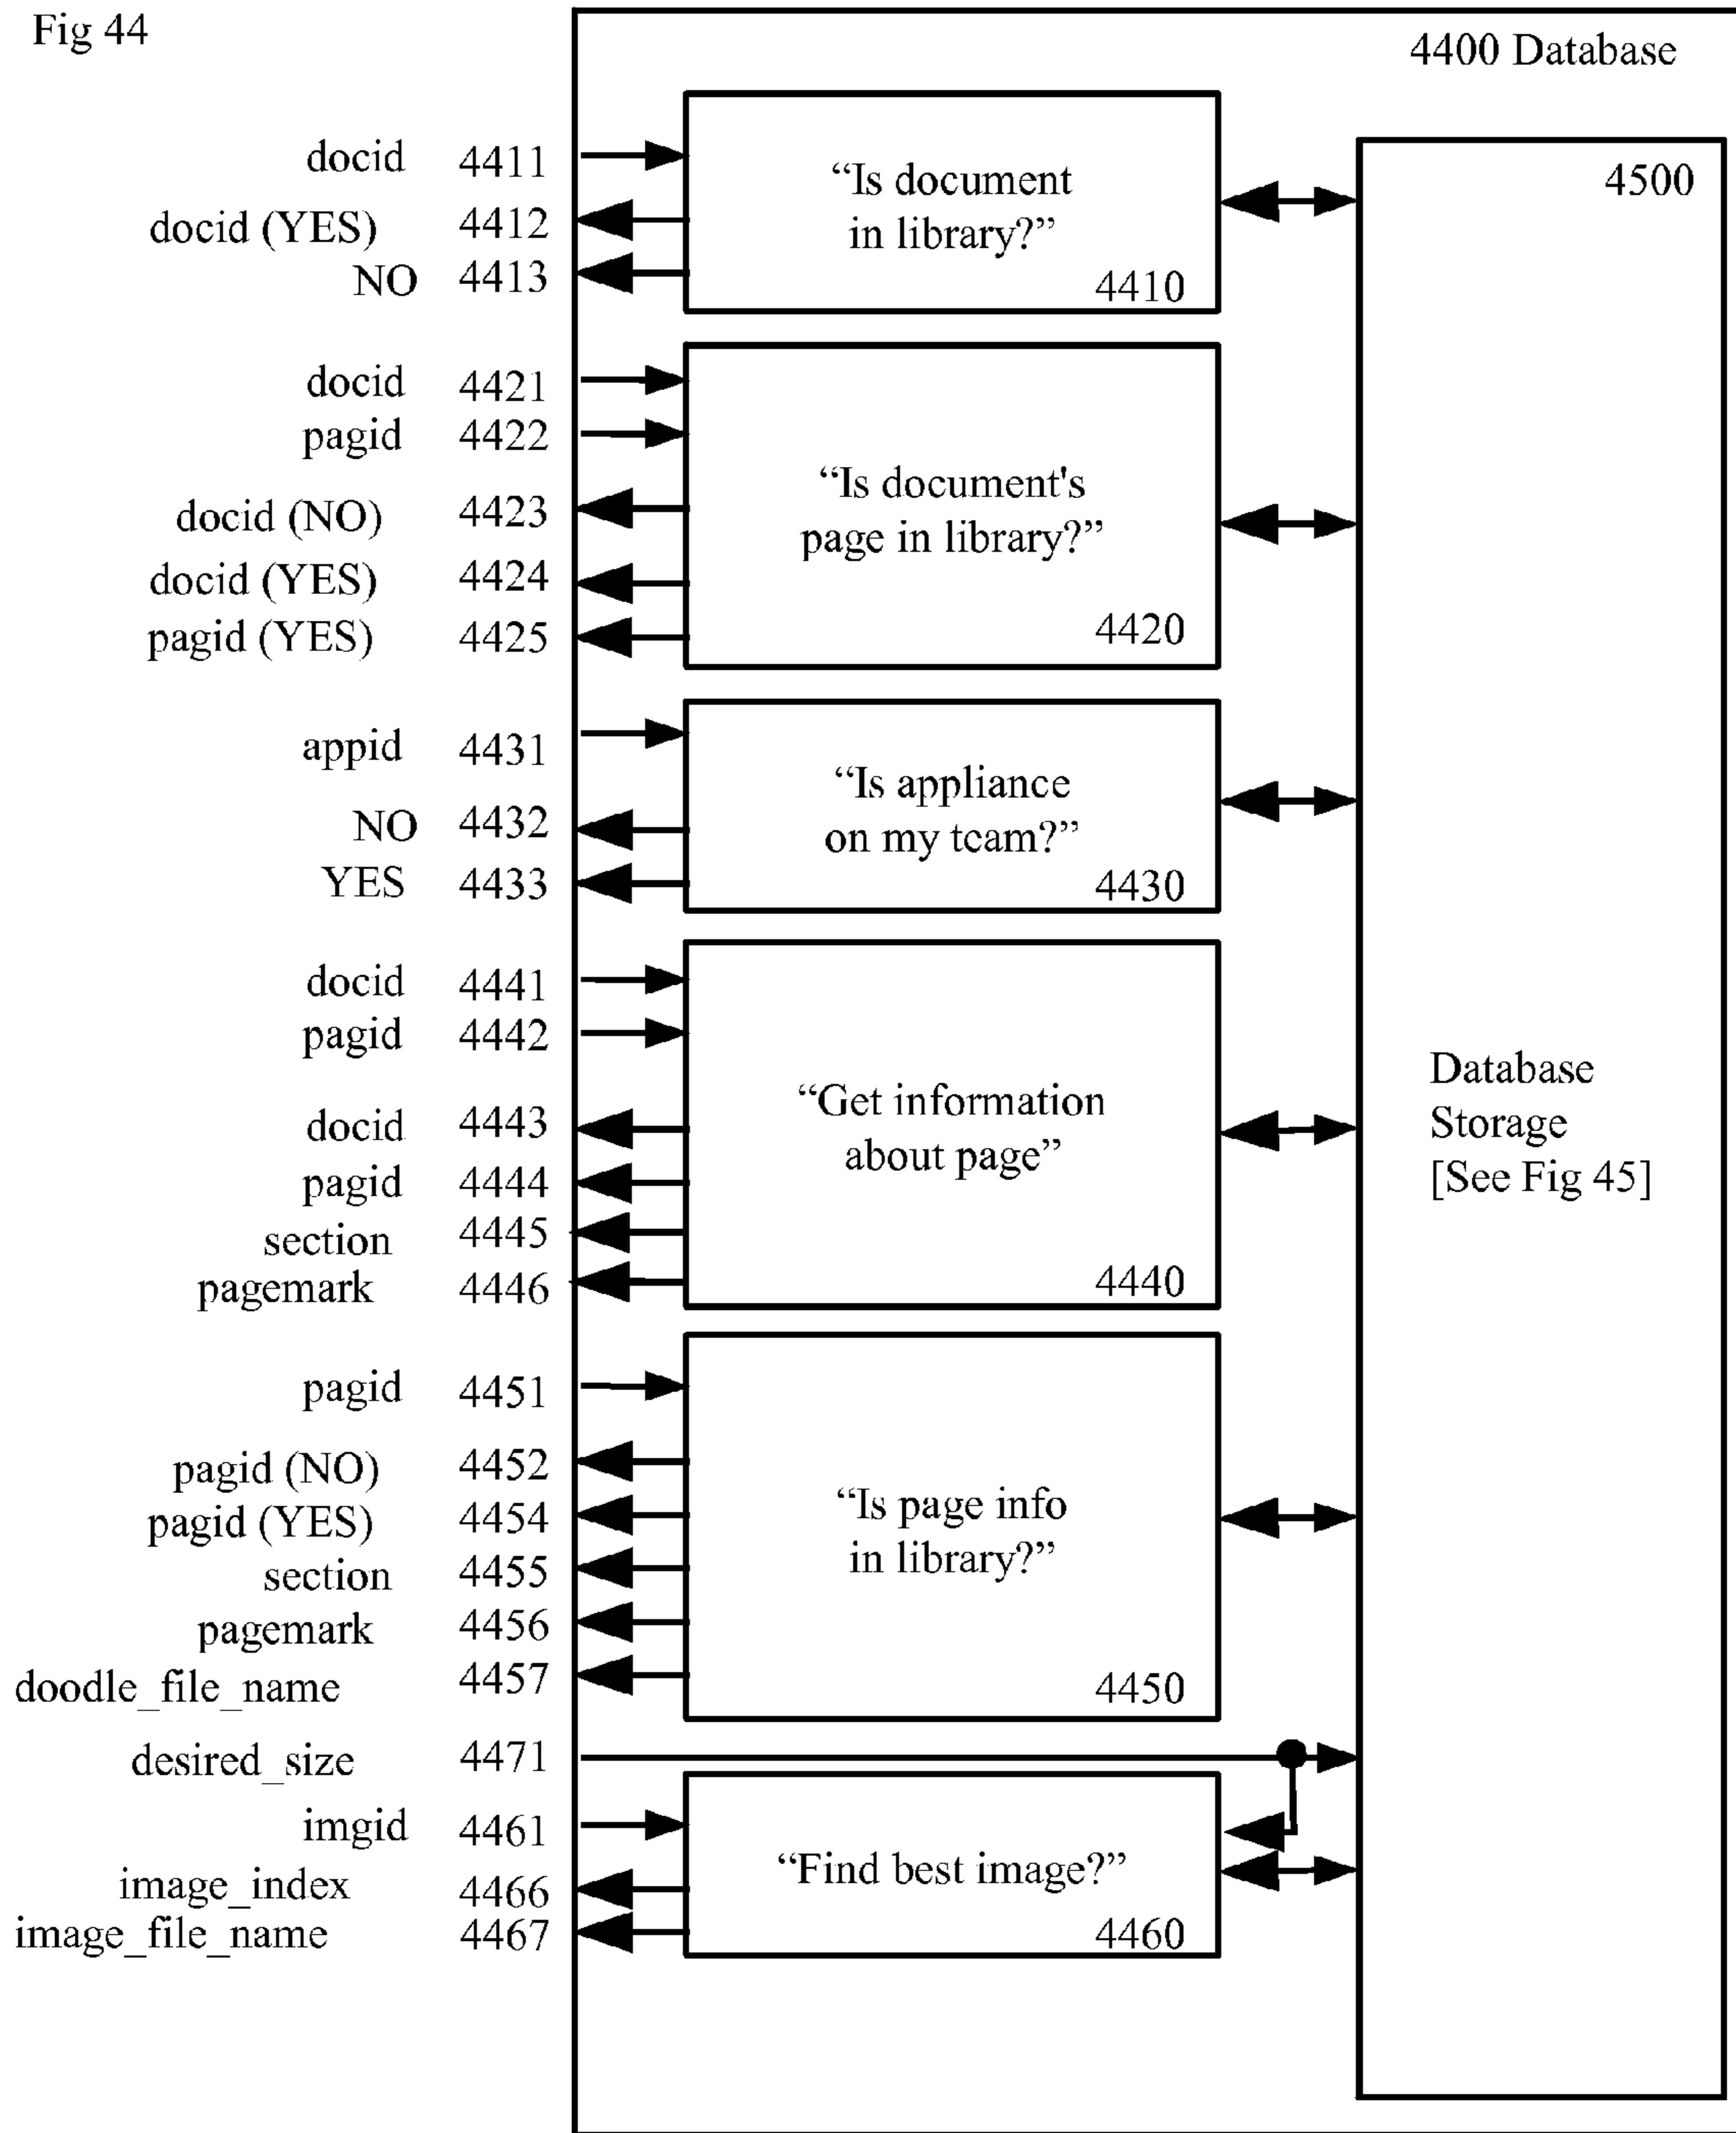 Fig 44
4400 Database
docid 4411
docid (YES) 4412
NO 4413
“Is document
in library?”
4410
4500
docid 4421
pagid 4422
docid (NO) 4423
docid (YES) 4424
pagid (YES) 4425
“Is document's
page in library?”
4420
appid 4431
NO 4432
YES 4433
“Is appliance
on my team?”
4430
docid 4441
pagid 4442
docid 4443
pagid 4444
section 4445
pagemark 4446
“Get information
about page”
4440
Database
Storage
[See Fig 45]
pagid 4451
pagid (NO) 4452
pagid (YES) 4454
section 4455
pagemark 4456
doodle_file_name 4457
“Is page info
in library?”
4450
desired_size 4471
imgid 4461
image_index 4466
image_file_name 4467
“Find best image?”
4460